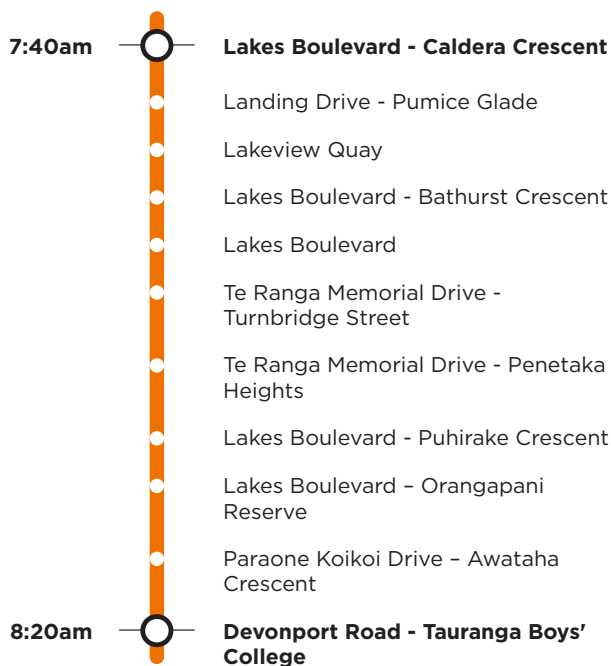 7:40am Lakes Boulevard - Caldera Crescent
Landing Drive - Pumice Glade
Lakeview Quay
Lakes Boulevard - Bathurst Crescent
Lakes Boulevard
Te Ranga Memorial Drive -
Turnbridge Street
Te Ranga Memorial Drive - Penetaka
Heights
Lakes Boulevard - Puhirake Crescent
Lakes Boulevard – Orangapani
Reserve
Paraone Koikoi Drive – Awataha
Crescent
8:20am Devonport Road - Tauranga Boys'
College